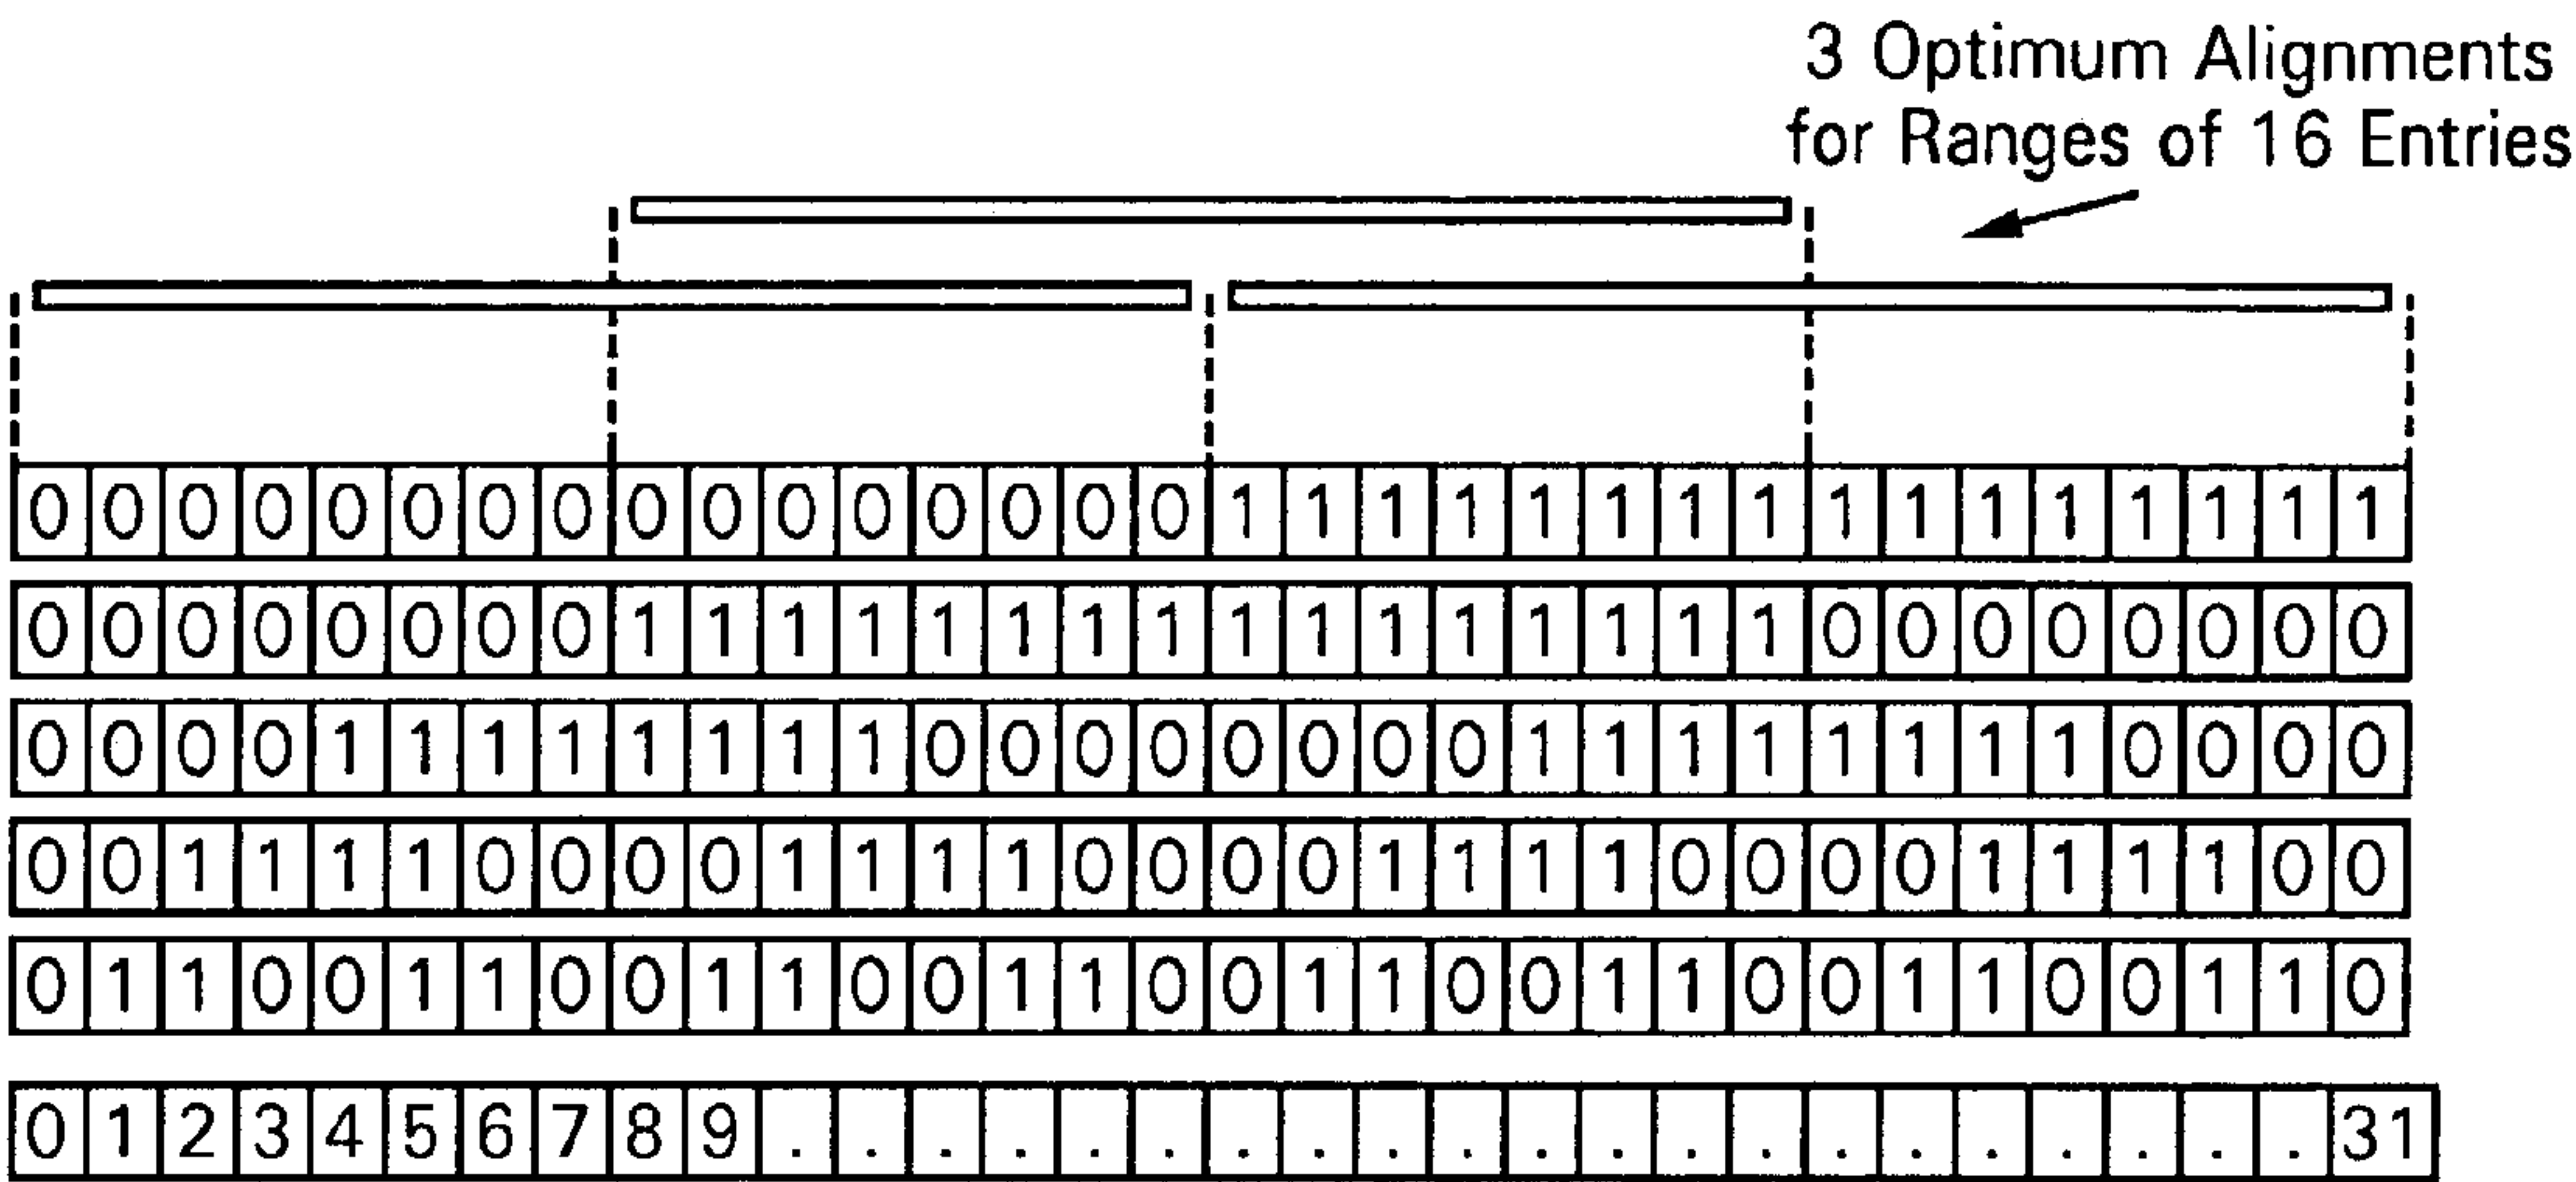 3 Optimum Alignments
for Ranges of 16 Entries
0 0 0 0 0 0 0 0 0 0 0 0 0 0 0 0 1 1 1 1 1 1 1 1 1 1 1 1 1 1 1 1
0 0 0 0 0 0 0 0 1 1 1 1 1 1 1 1 1 1 1 1 1 1 1 1 0 0 0 0 0 0 0 0
0 0 0 0 1 1 1 1 1 1 1 1 0 0 0 0 0 0 0 0 1 1 1 1 1 1 1 1 0 0 0 0
0 0 1 1 1 1 0 0 0 0 1 1 1 1 0 0 0 0 1 1 1 1 0 0 0 0 1 1 1 1 0 0
0 1 1 0 0 1 1 0 0 1 1 0 0 1 1 0 0 1 1 0 0 1 1 0 0 1 1 0 0 1 1 0
0 1 2 3 4 5 6 7 8 9 . . . . . . . . . . . . . . . . . . . . . 31